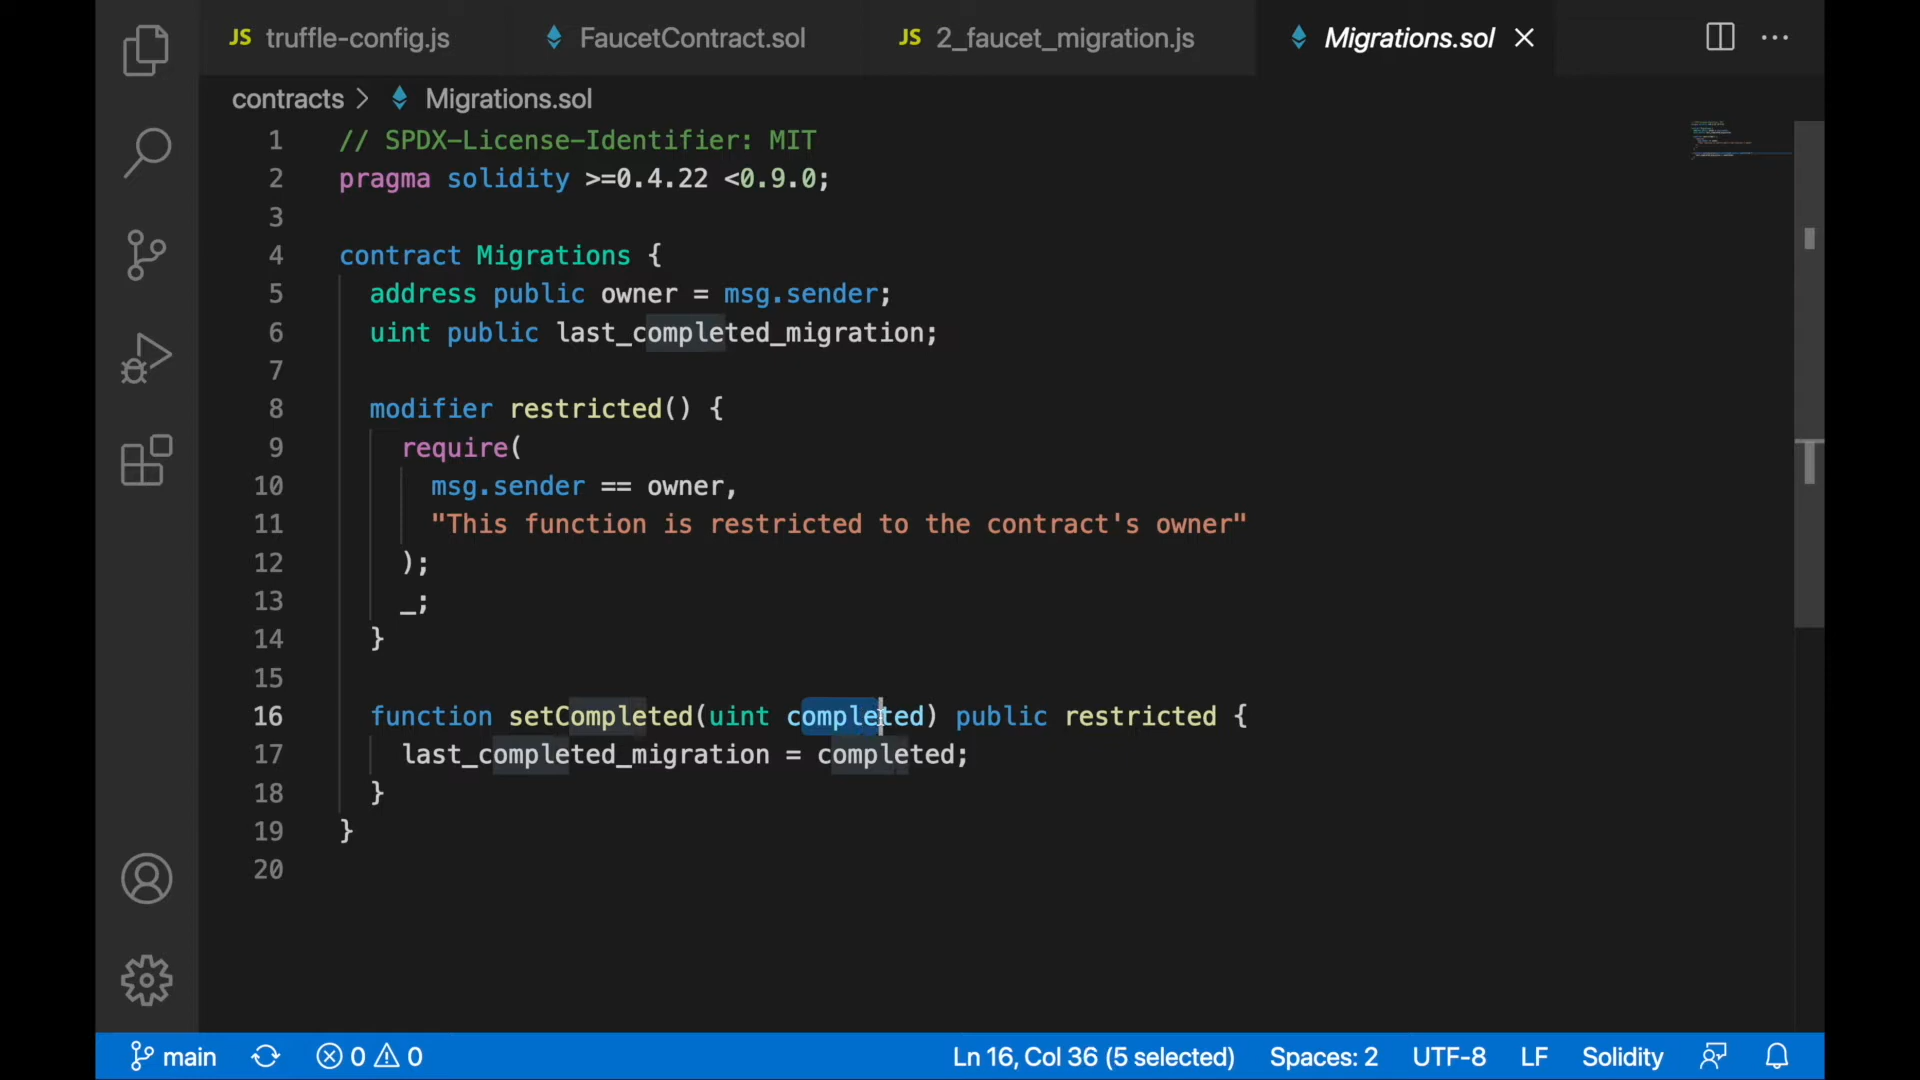 JS truffle-config.js FaucetContract.sol JS 2_faucet_migration.js Migrations.sol
contracts > Migrations.sol
1 // SPDX-License-Identifier: MIT
2 pragma solidity >=0.4.22 <0.9.0;
3
4 contract Migrations {
5 address public owner = msg.sender;
6 uint public last_completed_migration;
7
8 modifier restricted() {
9 require(
10 msg.sender == owner,
11 "This function is restricted to the contract's owner"
12 );
13 _;
14 }
15
16 function setCompleted(uint completed) public restricted {
17 last_completed_migration = completed;
18 }
19 }
20
main 0 0 Ln 16, Col 36 (5 selected) Spaces: 2 UTF-8 LF Solidity